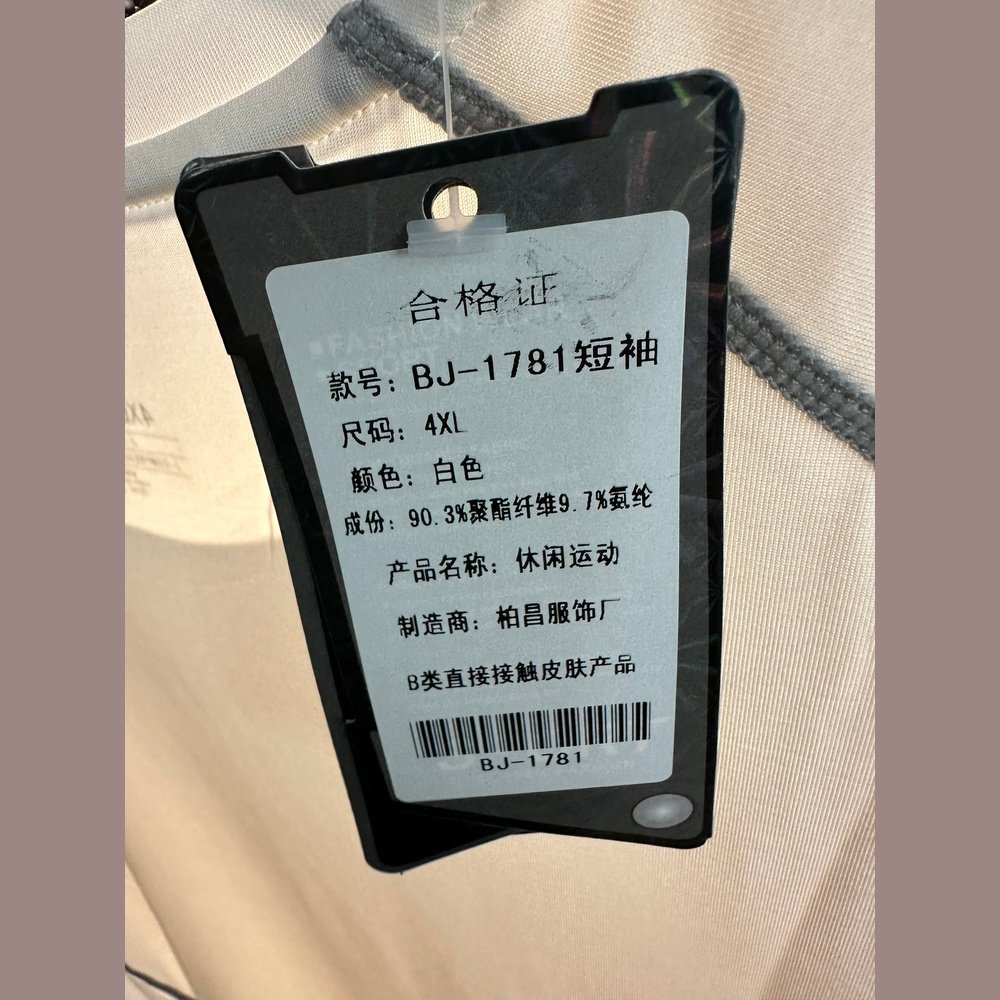 合格证
款号：BJ-1781短袖
尺码：4XL
颜色：白色
成份：90.3%聚酯纤维9.7%氨纶
产品名称：休闲运动
制造商：柏昌服饰厂
B类直接接触皮肤产品
BJ-1781